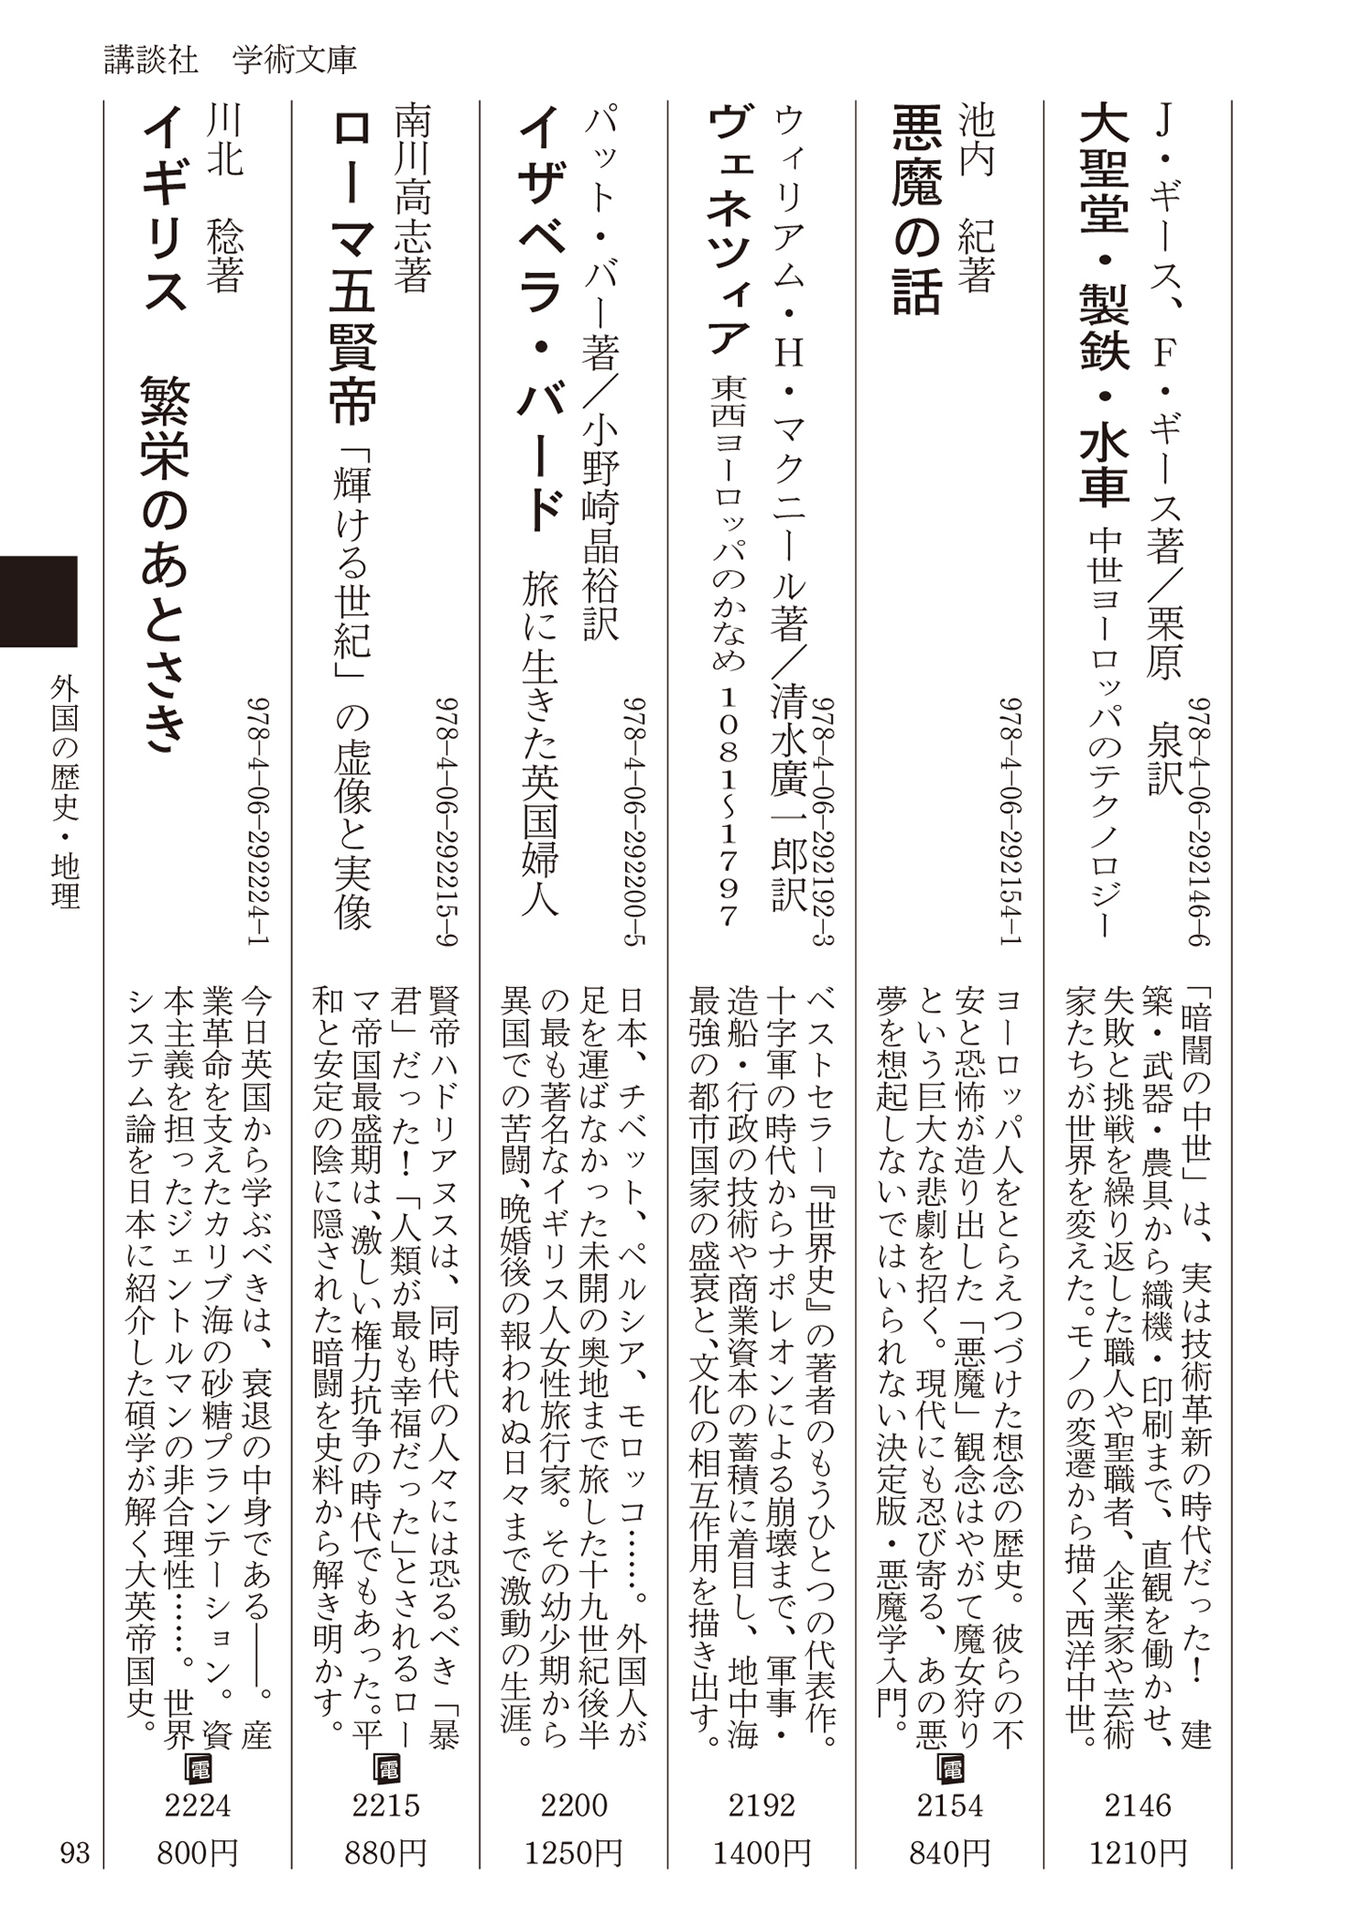 講談社　学術文庫
J・ギース、F・ギース著／栗原　泉訳
大聖堂・製鉄・水車 中世ヨーロッパのテクノロジー
978-4-06-292146-6
「暗闇の中世」は、実は技術革新の時代だった！　建
築・武器・農具から織機・印刷まで、直観を働かせ、
失敗と挑戦を繰り返した職人や聖職者、企業家や芸術
家たちが世界を変えた。モノの変遷から描く西洋中世。
2146
1210円
池内　紀著
悪魔の話
978-4-06-292154-1
ヨーロッパ人をとらえつづけた想念の歴史。彼らの不
安と恐怖が造り出した「悪魔」観念はやがて魔女狩り
という巨大な悲劇を招く。現代にも忍び寄る、あの悪
夢を想起しないではいられない決定版・悪魔学入門。
電
2154
840円
ウィリアム・H・マクニール著／清水廣一郎訳
ヴェネツィア 東西ヨーロッパのかなめ 1081～1797
978-4-06-292192-3
ベストセラー『世界史』の著者のもうひとつの代表作。
十字軍の時代からナポレオンによる崩壊まで、軍事・
造船・行政の技術や商業資本の蓄積に着目し、地中海
最強の都市国家の盛衰と、文化の相互作用を描き出す。
2192
1400円
パット・バー著／小野崎晶裕訳
イザベラ・バード 旅に生きた英国婦人
978-4-06-292200-5
日本、チベット、ペルシア、モロッコ……。外国人が
足を運ばなかった未開の奥地まで旅した十九世紀後半
の最も著名なイギリス人女性旅行家。その幼少期から
異国での苦闘、晩婚後の報われぬ日々まで激動の生涯。
2200
1250円
南川高志著
ローマ五賢帝 「輝ける世紀」の虚像と実像
978-4-06-292215-9
賢帝ハドリアヌスは、同時代の人々には恐るべき「暴
君」だった！「人類が最も幸福だった」とされるロー
マ帝国最盛期は、激しい権力抗争の時代でもあった。平
和と安定の陰に隠された暗闘を史料から解き明かす。
電
2215
880円
川北　稔著
イギリス　繁栄のあとさき
978-4-06-292224-1
今日英国から学ぶべきは、衰退の中身である――。産
業革命を支えたカリブ海の砂糖プランテーション。資
本主義を担ったジェントルマンの非合理性……。世界
システム論を日本に紹介した碩学が解く大英帝国史。
電
2224
800円
外国の歴史・地理
93